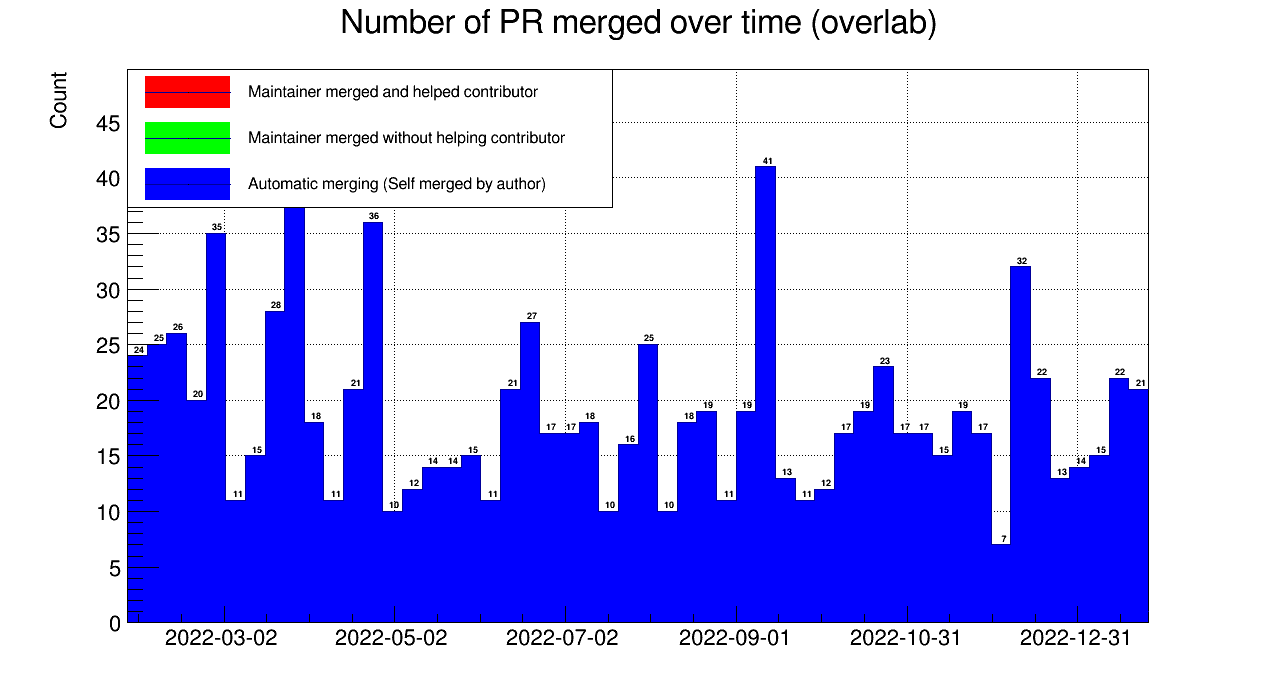 Number of PR merged over time (overlab)
Count
Maintainer merged and helped contributor
Maintainer merged without helping contributor
Automatic merging (Self merged by author)
45
40
35
30
25
20
15
10
5
0
24 25 26 20 35 11 15 28 18 11 21 36 10 12 14 14 15 11 21 27 17 17 18 10 16 25 10 18 19 11 19 41 13 11 12 17 19 23 17 17 15 19 17 7 32 22 13 14 15 22 21
2022-03-02 2022-05-02 2022-07-02 2022-09-01 2022-10-31 2022-12-31